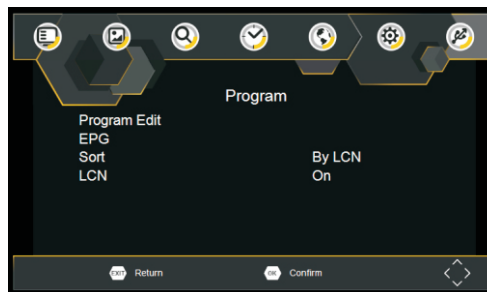 Program
Program Edit
EPG
Sort By LCN
LCN On
EXIT Return OK Confirm